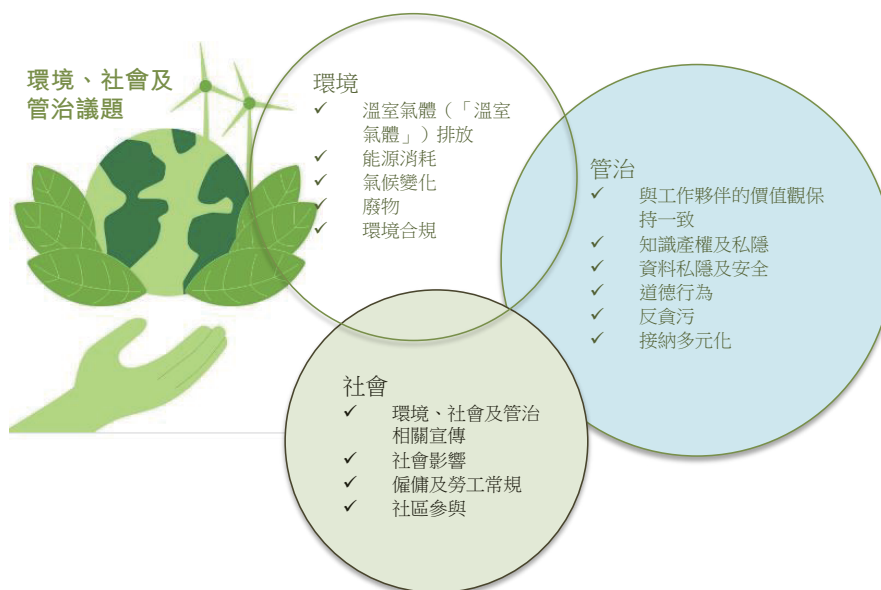 環境、社會及
管治議題
環境
✓ 溫室氣體（「溫室
氣體」）排放
✓ 能源消耗
✓ 氣候變化
✓ 廢物
✓ 環境合規
管治
✓ 與工作夥伴的價值觀保
持一致
✓ 知識產權及私隱
✓ 資料私隱及安全
✓ 道德行為
✓ 反貪污
✓ 接納多元化
社會
✓ 環境、社會及管治
相關宣傳
✓ 社會影響
✓ 僱傭及勞工常規
✓ 社區參與